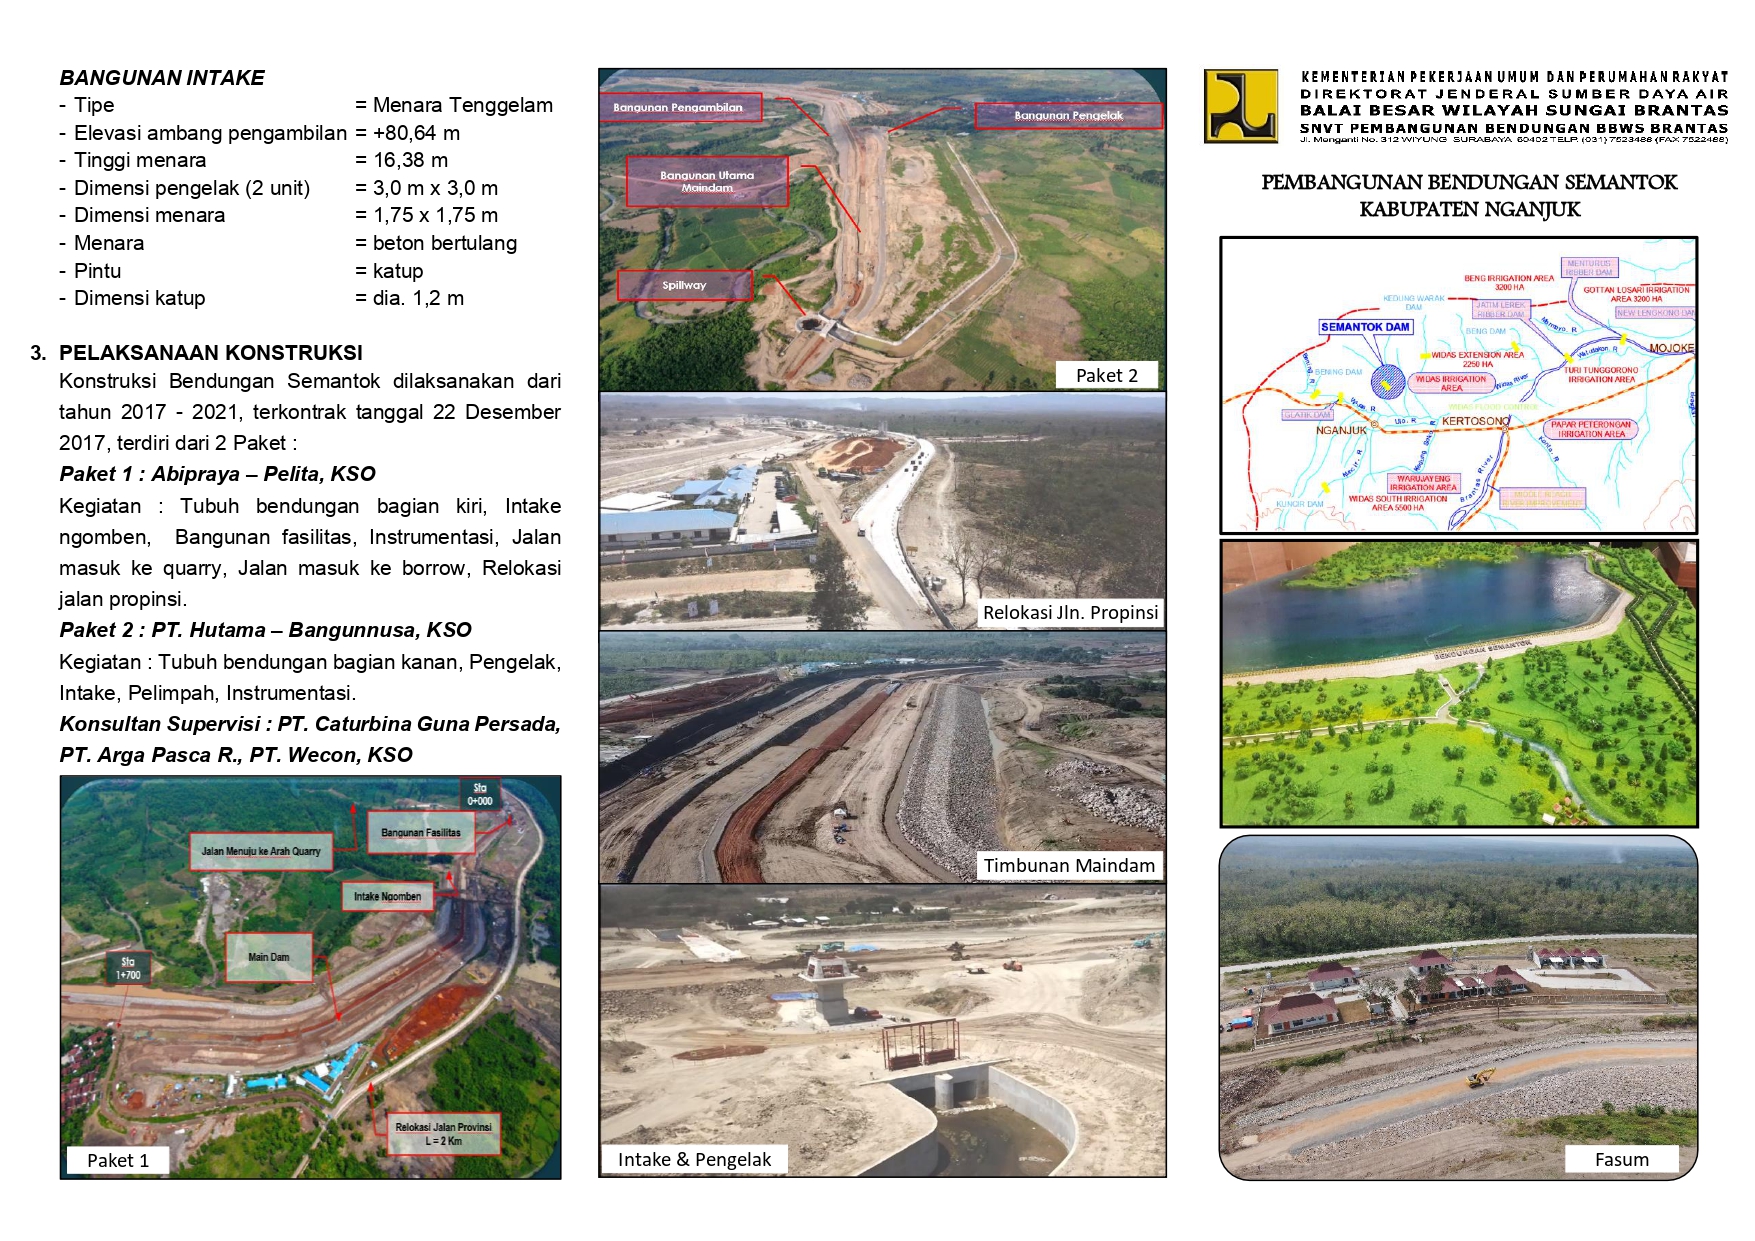 BANGUNAN INTAKE
- Tipe = Menara Tenggelam
- Elevasi ambang pengambilan = +80,64 m
- Tinggi menara = 16,38 m
- Dimensi pengelak (2 unit) = 3,0 m x 3,0 m
- Dimensi menara = 1,75 x 1,75 m
- Menara = beton bertulang
- Pintu = katup
- Dimensi katup = dia. 1,2 m
3. PELAKSANAAN KONSTRUKSI
Konstruksi Bendungan Semantok dilaksanakan dari
tahun 2017 - 2021, terkontrak tanggal 22 Desember
2017, terdiri dari 2 Paket :
Paket 1 : Abipraya – Pelita, KSO
Kegiatan : Tubuh bendungan bagian kiri, Intake
ngomben, Bangunan fasilitas, Instrumentasi, Jalan
masuk ke quarry, Jalan masuk ke borrow, Relokasi
jalan propinsi.
Paket 2 : PT. Hutama – Bangunnusa, KSO
Kegiatan : Tubuh bendungan bagian kanan, Pengelak,
Intake, Pelimpah, Instrumentasi.
Konsultan Supervisi : PT. Caturbina Guna Persada,
PT. Arga Pasca R., PT. Wecon, KSO
Sta
0+000
Bangunan Fasilitas
Jalan Menuju ke Arah Quarry
Intake Ngomben
Main Dam
Sta
1+700
Relokasi Jalan Provinsi
L = 2 Km
Paket 1
Bangunan Pengambilan
Bangunan Pengelak
Bangunan Utama
Maindam
Spillway
Paket 2
Relokasi Jln. Propinsi
Timbunan Maindam
Intake & Pengelak
KEMENTERIAN PEKERJAAN UMUM DAN PERUMAHAN RAKYAT
DIREKTORAT JENDERAL SUMBER DAYA AIR
BALAI BESAR WILAYAH SUNGAI BRANTAS
SNVT PEMBANGUNAN BENDUNGAN BBWS BRANTAS
Jl. Menganti No. 312 WIYUNG SURABAYA 60402 TELP. (031) 7523488 (FAX 7522488)
PEMBANGUNAN BENDUNGAN SEMANTOK
KABUPATEN NGANJUK
MENTURUS
RIBBER DAM
BENG IRRIGATION AREA
3200 HA
GOTTAN LOSARI IRRIGATION
AREA 3200 HA
KEDUNG WARAK
DAM
JATIM LEREK
RIBBER DAM
NEW LENGKONG DAM
SEMANTOK DAM
BENG DAM
MOJOKE
WIDAS EXTENSION AREA
2250 HA
TURI TUNGGORONO
IRRIGATION AREA
BENING DAM
WIDAS IRRIGATION
AREA
Widas River
GLATIK DAM
WIDAS FLOOD CONTROL
Ulo. R
NGANJUK
KERTOSONO
PAPAR PETERONGAN
IRRIGATION AREA
WARUJAYENG
IRRIGATION AREA
WIDAS SOUTH IRRIGATION
AREA 5500 HA
Brantas River
KUNCIR DAM
BENDUNGAN SEMANTOK
Fasum